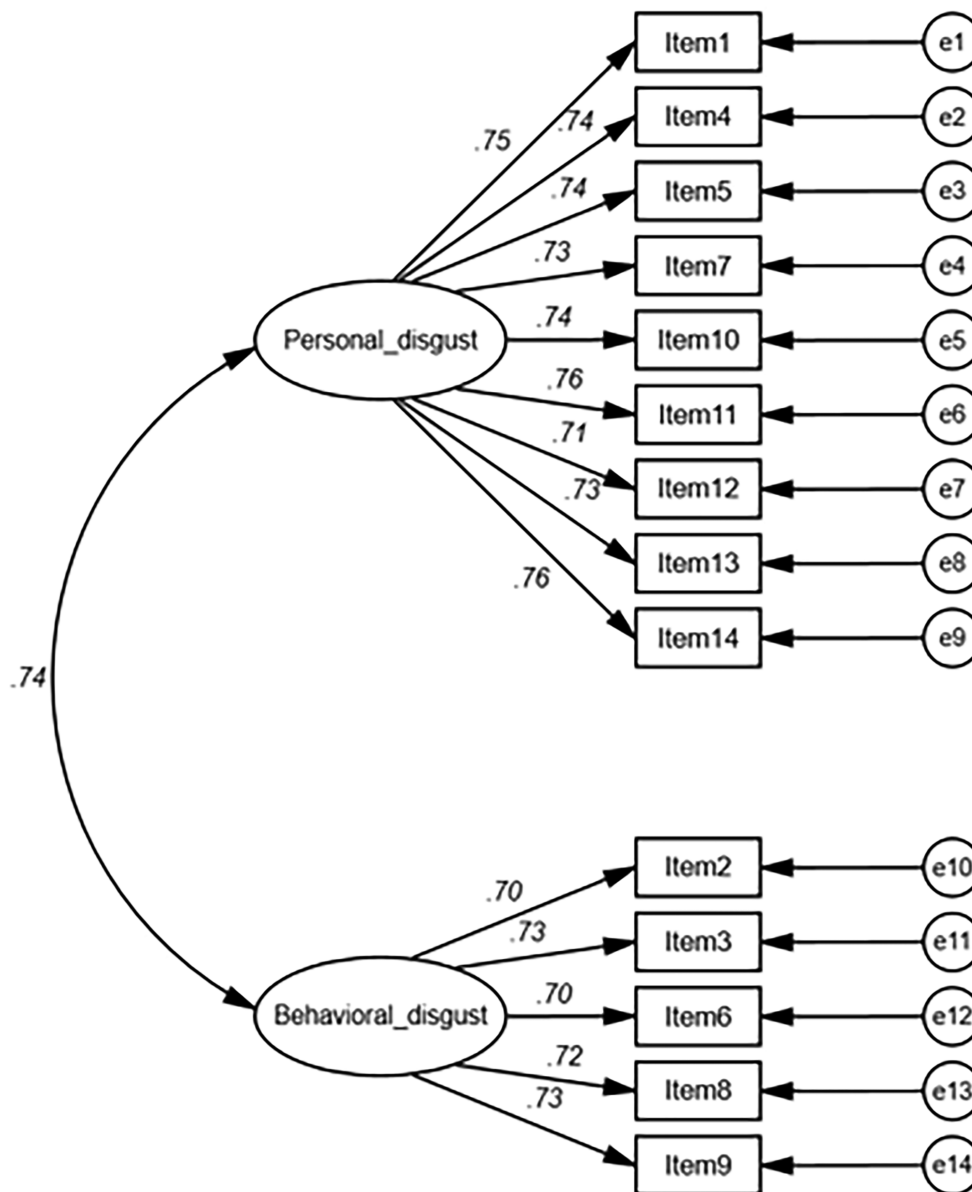 Item1
e1
.75
.74
Item4
e2
.74
Item5
e3
.73
Item7
e4
Personal_disgust
.74
Item10
e5
.76
Item11
e6
.71
Item12
e7
.73
Item13
e8
.76
Item14
e9
.74
Item2
e10
.70
.73
Item3
e11
Behavioral_disgust
.70
Item6
e12
.72
Item8
e13
.73
Item9
e14